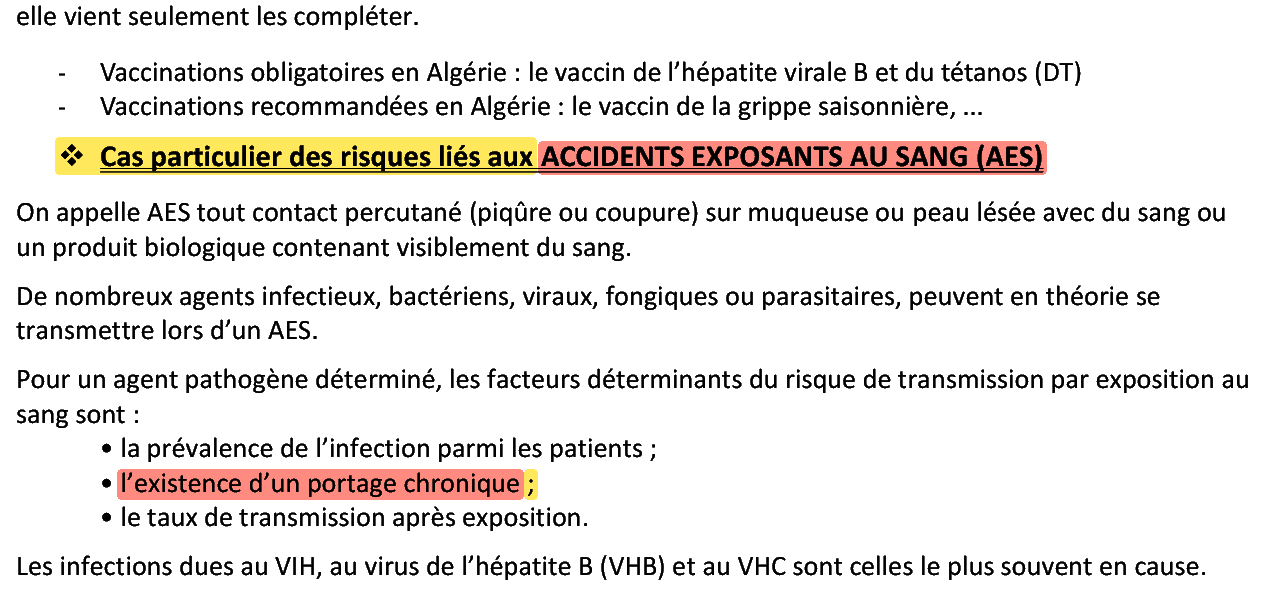 elle vient seulement les compléter.
- Vaccinations obligatoires en Algérie : le vaccin de l’hépatite virale B et du tétanos (DT)
- Vaccinations recommandées en Algérie : le vaccin de la grippe saisonnière, ...
❖ Cas particulier des risques liés aux ACCIDENTS EXPOSANTS AU SANG (AES)
On appelle AES tout contact percutané (piqûre ou coupure) sur muqueuse ou peau lésée avec du sang ou
un produit biologique contenant visiblement du sang.
De nombreux agents infectieux, bactériens, viraux, fongiques ou parasitaires, peuvent en théorie se
transmettre lors d’un AES.
Pour un agent pathogène déterminé, les facteurs déterminants du risque de transmission par exposition au
sang sont :
• la prévalence de l’infection parmi les patients ;
• l’existence d’un portage chronique ;
• le taux de transmission après exposition.
Les infections dues au VIH, au virus de l’hépatite B (VHB) et au VHC sont celles le plus souvent en cause.